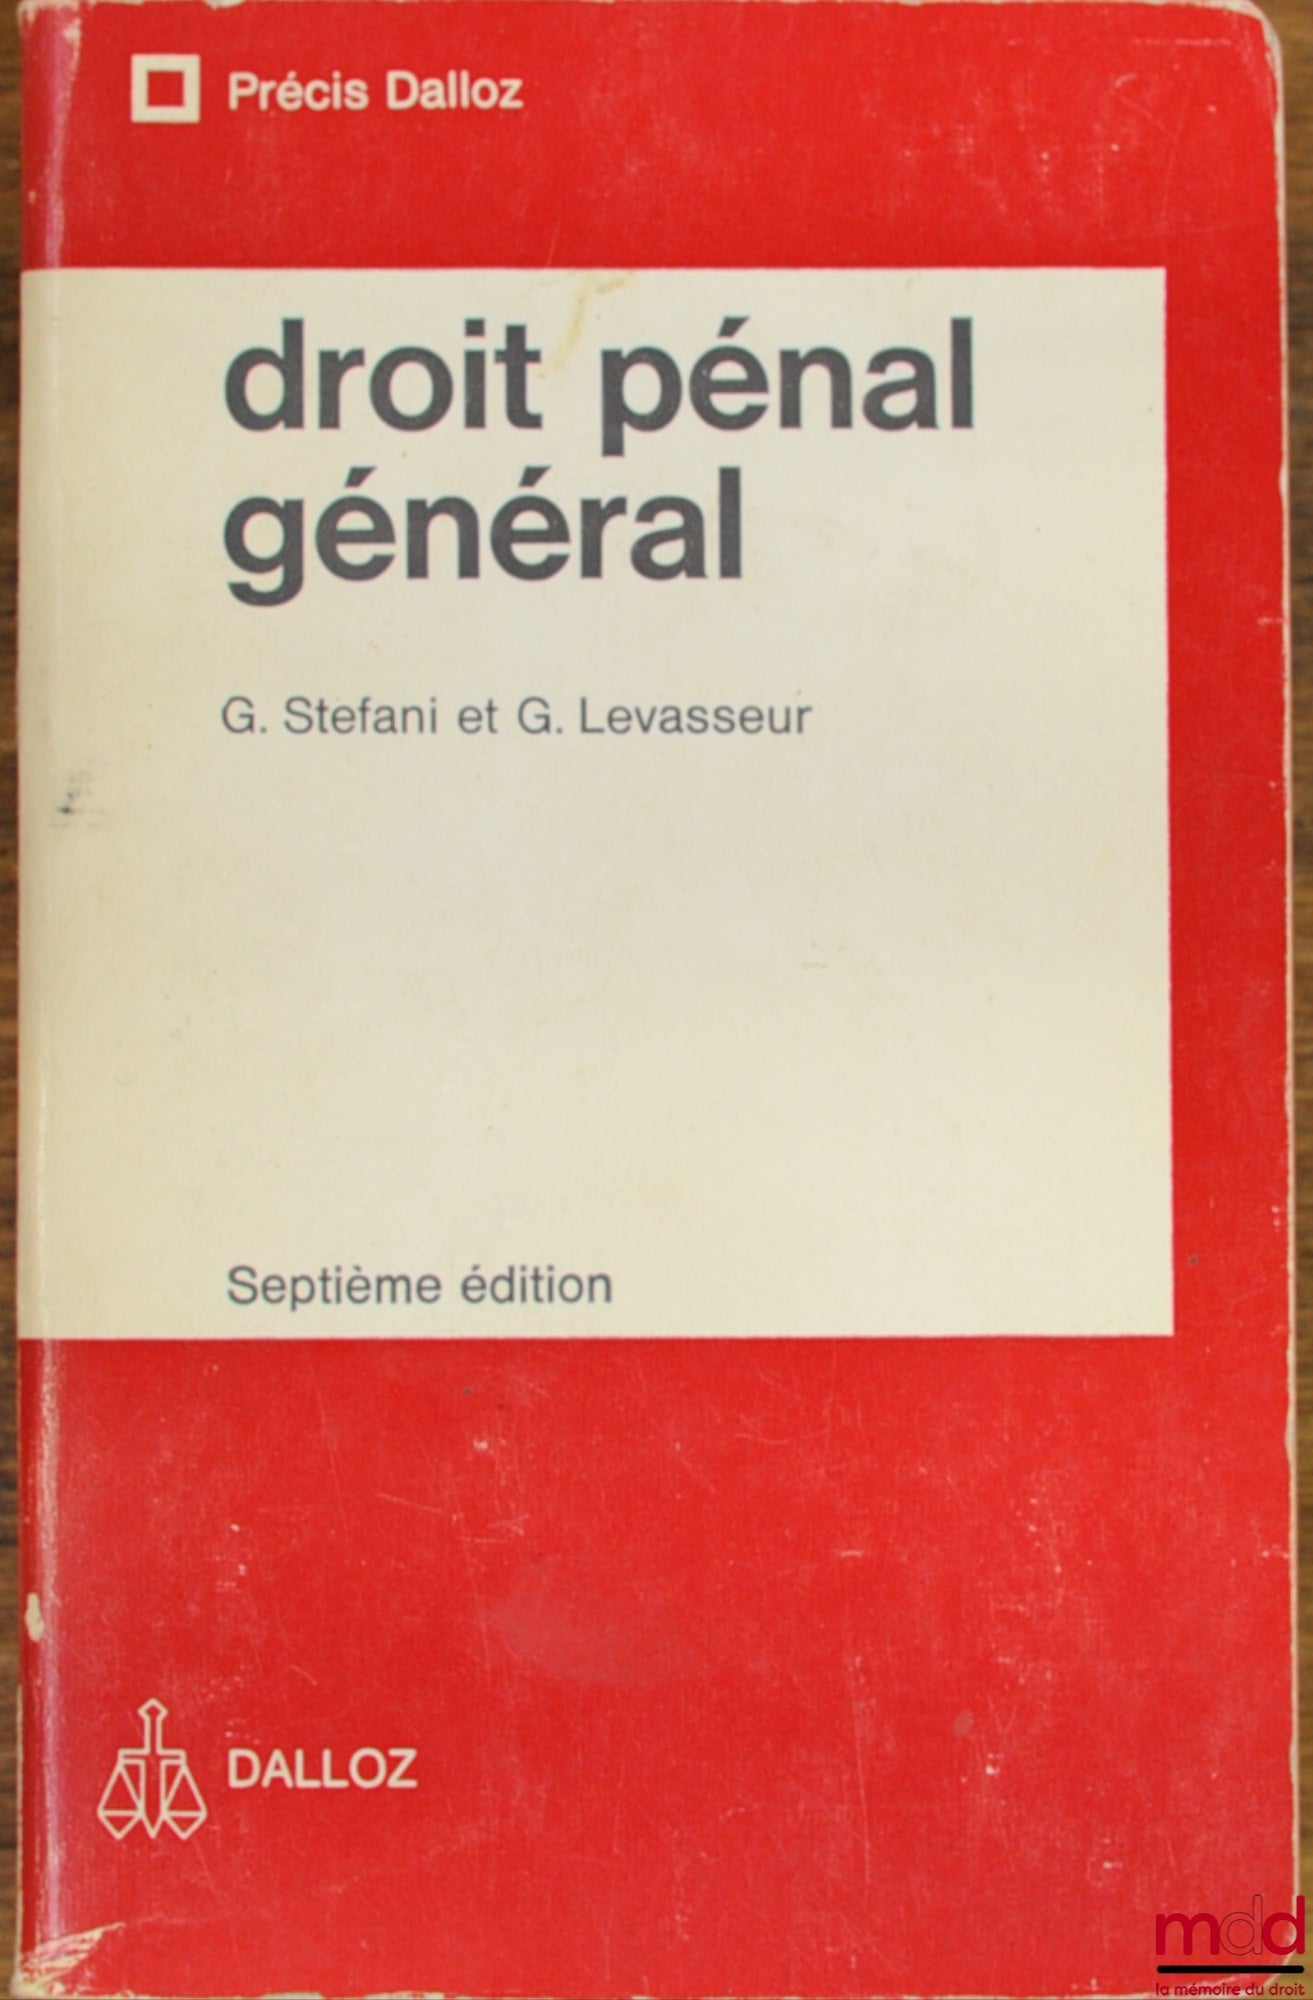 Précis Dalloz
droit pénal
général
G. Stefani et G. Levasseur
Septième édition
DALLOZ
mdd
la mémoire du droit